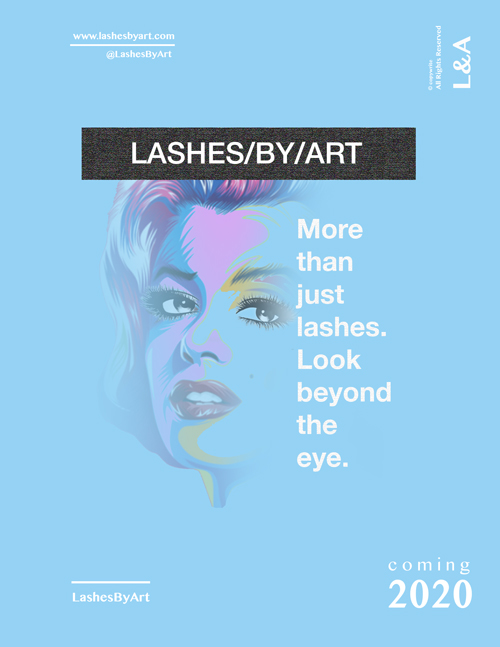 www.lashesbyart.com
@LashesByArt
© copywrite
All Rights Reserved
L&A
LASHES/BY/ART
More
than
just
lashes.
Look
beyond
the
eye.
LashesByArt
coming
2020